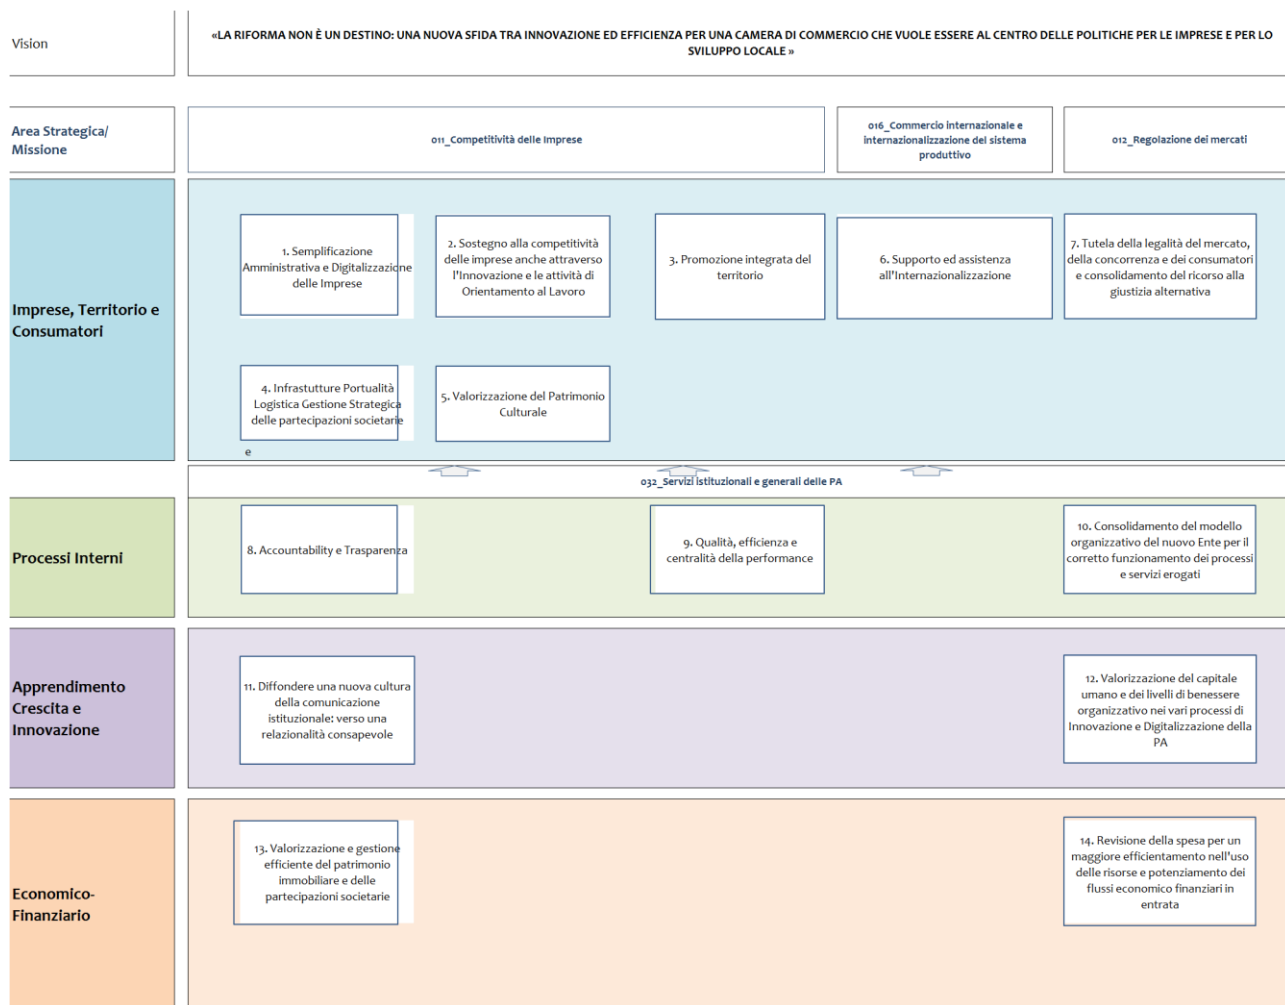 Vision
«LA RIFORMA NON È UN DESTINO: UNA NUOVA SFIDA TRA INNOVAZIONE ED EFFICIENZA PER UNA CAMERA DI COMMERCIO CHE VUOLE ESSERE AL CENTRO DELLE POLITICHE PER LE IMPRESE E PER LO
SVILUPPO LOCALE »
Area Strategica/
Missione
011_Competitività delle Imprese
016_Commercio internazionale e
internazionalizzazione del sistema
produttivo
012_Regolazione dei mercati
Imprese, Territorio e
Consumatori
1. Semplificazione
Amministrativa e Digitalizzazione
delle Imprese
2. Sostegno alla competitività
delle imprese anche attraverso
l'Innovazione e le attività di
Orientamento al Lavoro
3. Promozione integrata del
territorio
6. Supporto ed assistenza
all'Internazionalizzazione
7. Tutela della legalità del mercato,
della concorrenza e dei consumatori
e consolidamento del ricorso alla
giustizia alternativa
4. Infrastutture Portualità
Logistica Gestione Strategica
delle partecipazioni societarie
e
5. Valorizzazione del Patrimonio
Culturale
032_Servizi istituzionali e generali delle PA
Processi Interni
8. Accountability e Trasparenza
9. Qualità, efficienza e
centralità della performance
10. Consolidamento del modello
organizzativo del nuovo Ente per il
corretto funzionamento dei processi
e servizi erogati
Apprendimento
Crescita e
Innovazione
11. Diffondere una nuova cultura
della comunicazione
istituzionale: verso una
relazionalità consapevole
12. Valorizzazione del capitale
umano e dei livelli di benessere
organizzativo nei vari processi di
Innovazione e Digitalizzazione della
PA
Economico-
Finanziario
13. Valorizzazione e gestione
efficiente del patrimonio
immobiliare e delle
partecipazioni societarie
14. Revisione della spesa per un
maggiore efficientamento nell'uso
delle risorse e potenziamento dei
flussi economico finanziari in
entrata